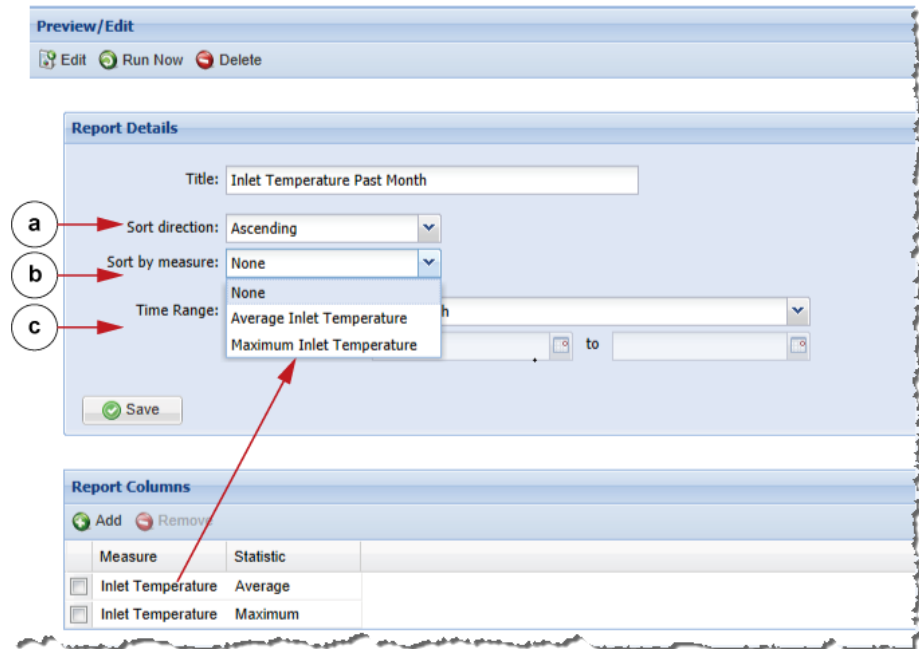 Preview/Edit
Edit Run Now Delete
Report Details
Title: Inlet Temperature Past Month
a
Sort direction: Ascending
b
Sort by measure: None
None
Average Inlet Temperature
Maximum Inlet Temperature
c
Time Range: h
to
Save
Report Columns
Add Remove
Measure Statistic
Inlet Temperature Average
Inlet Temperature Maximum